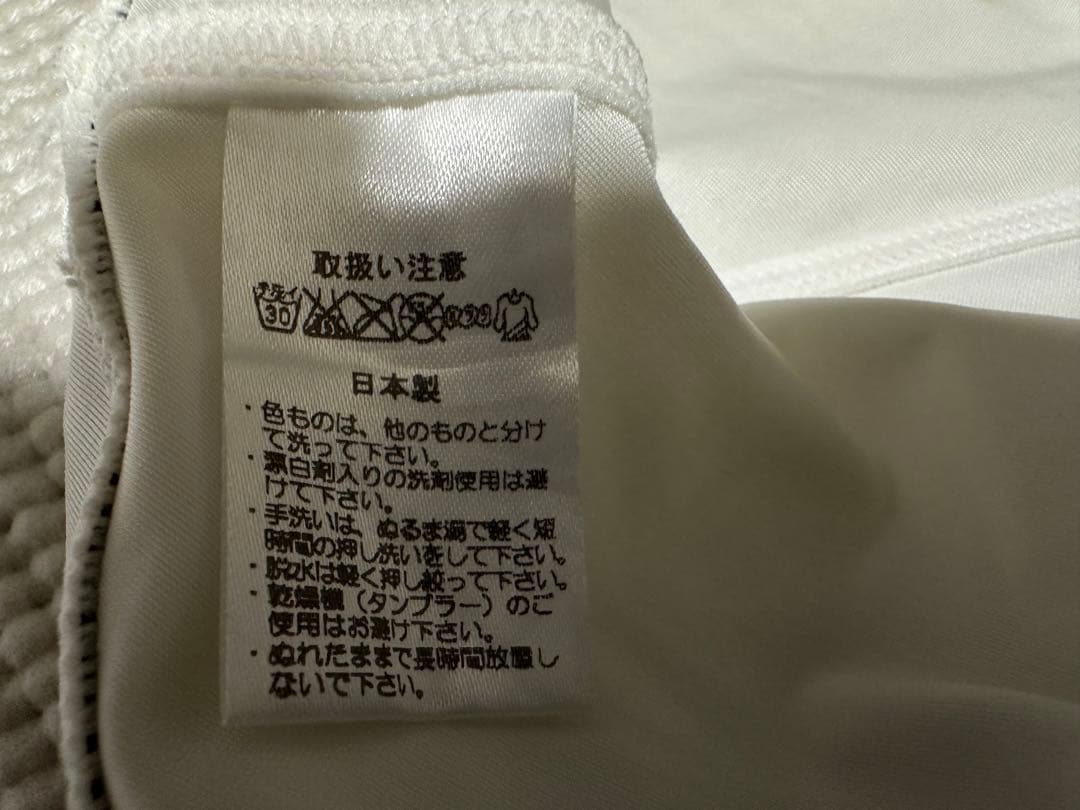 取扱い注意
手洗イ
30
日本製
・色ものは、他のものと分け
て洗って下さい。
・漂白剤入りの洗剤使用は避
けて下さい。
・手洗いは、ぬるま湯で軽く短
時間の押し洗いをして下さい。
・脱水は軽く押し絞って下さい。
・乾燥機（タンブラー）のご
使用はお避け下さい。
・ぬれたままで長時間放置し
ないで下さい。